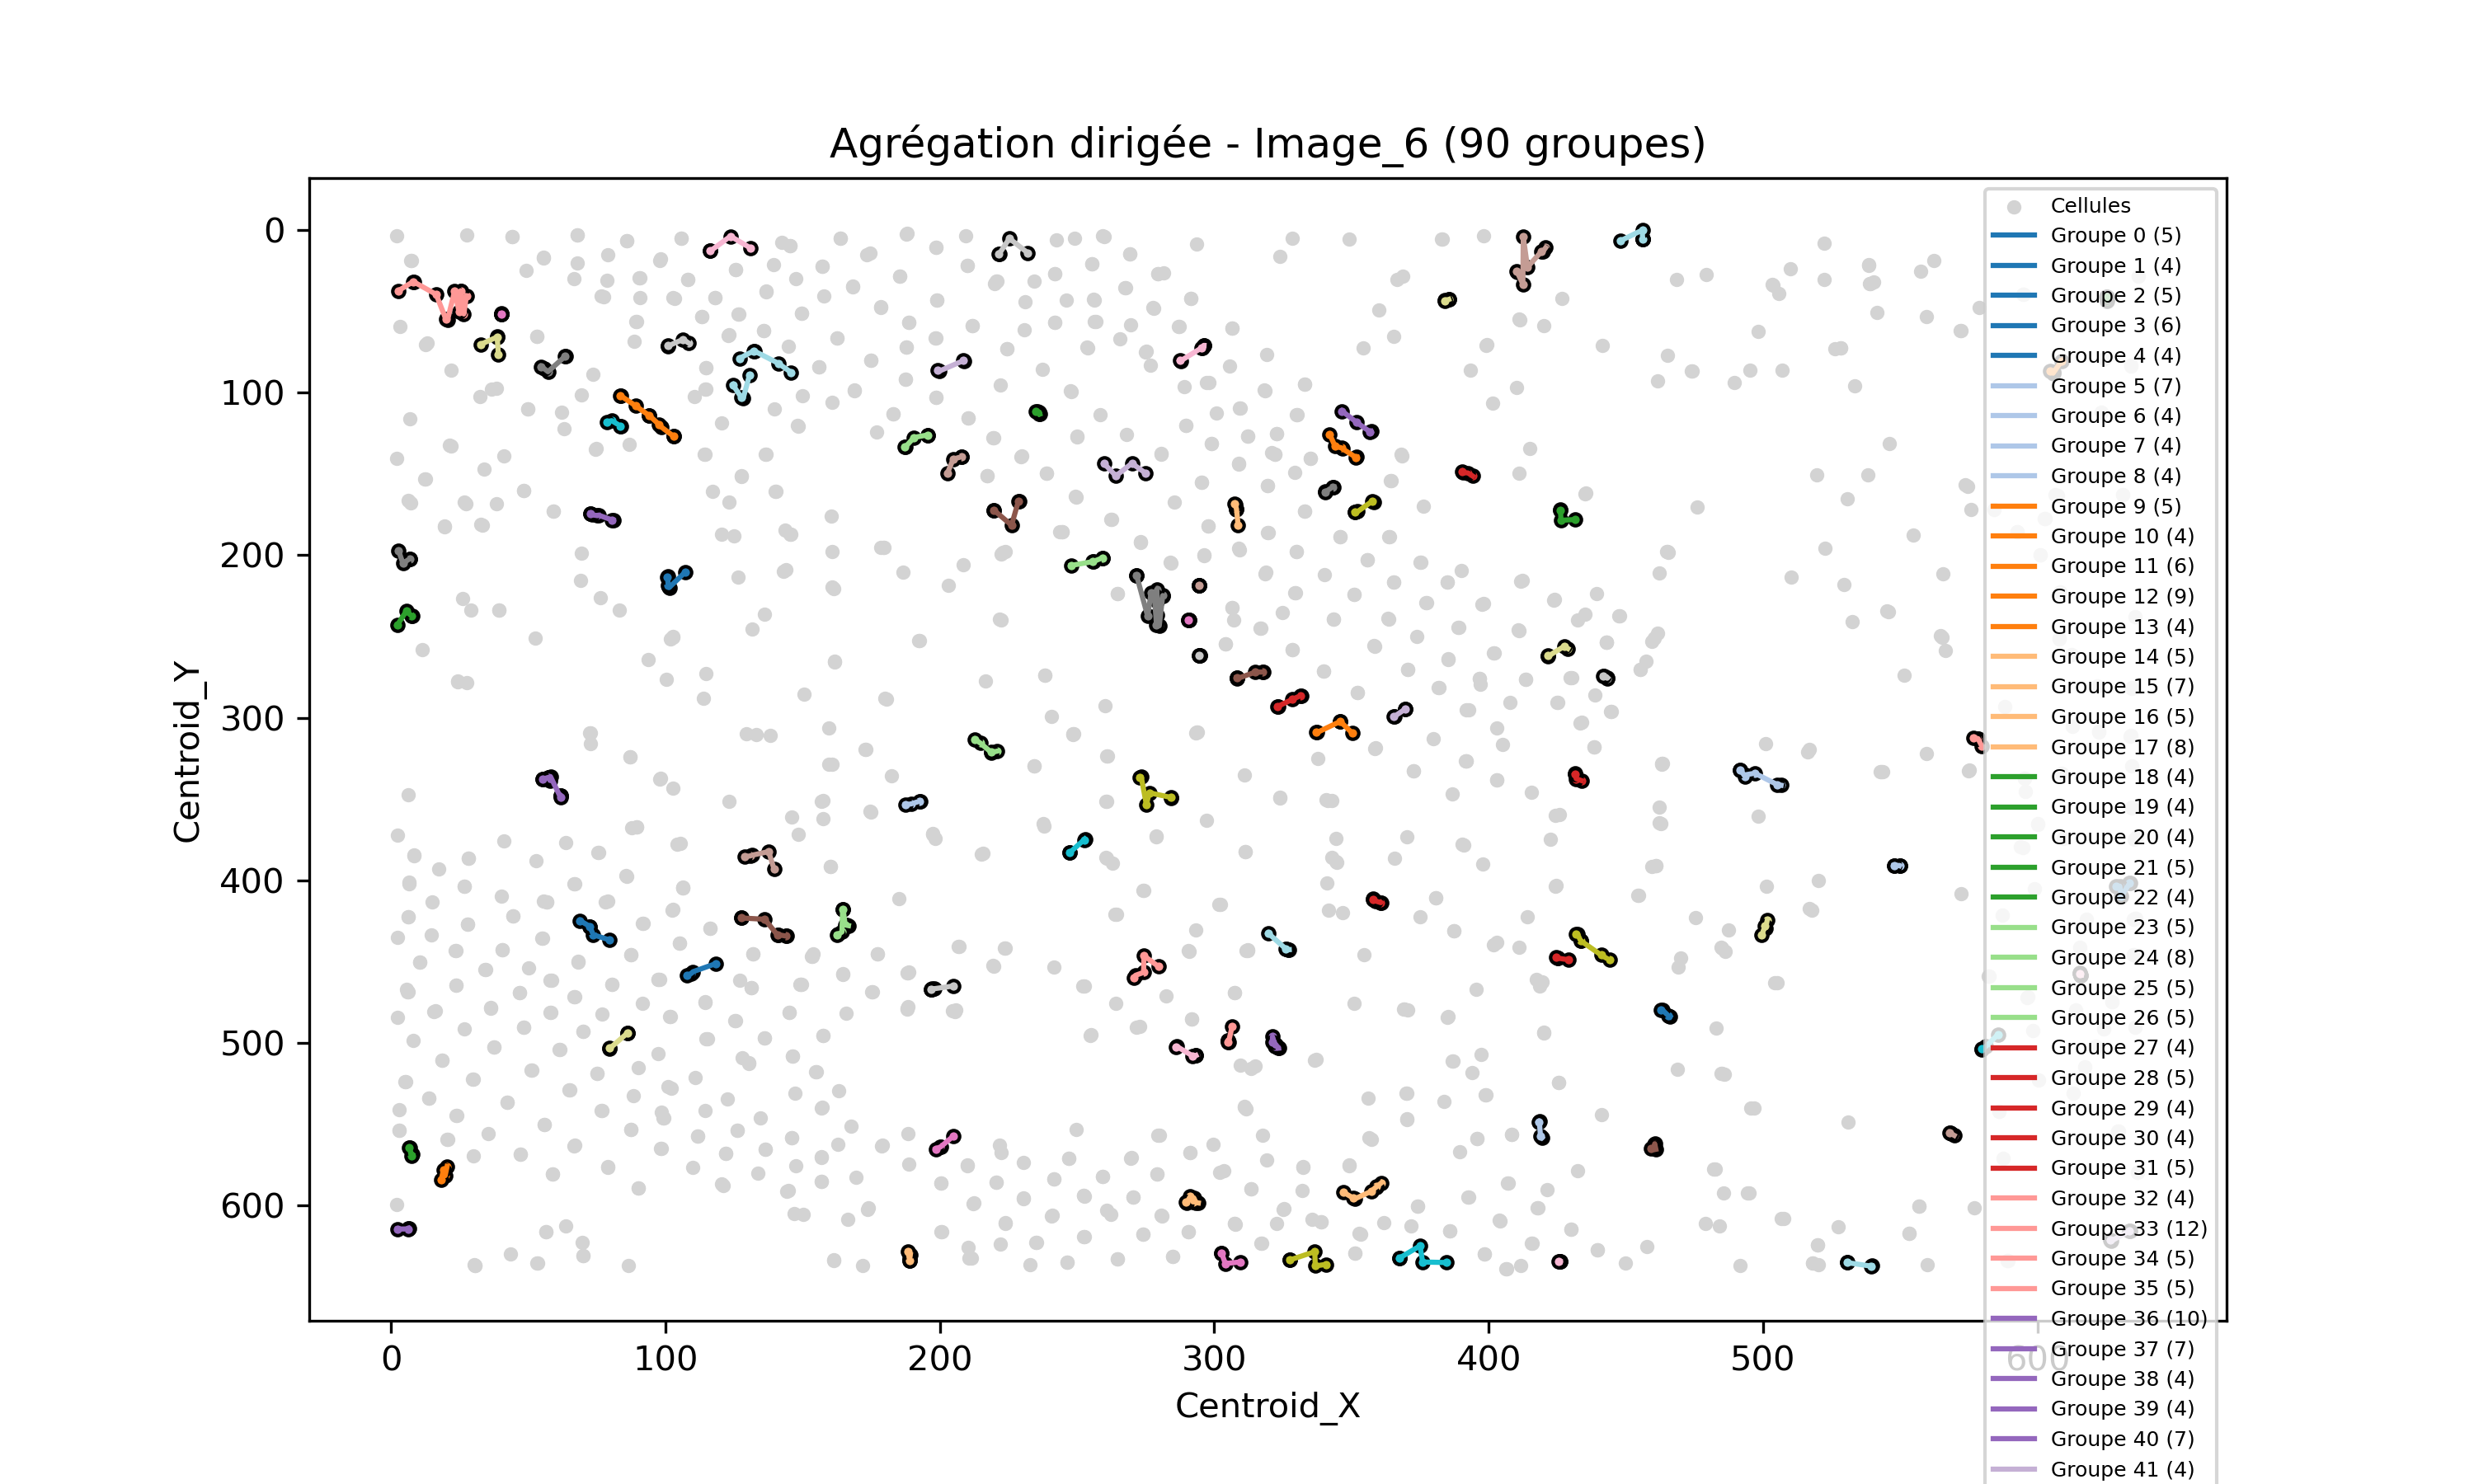 Agrégation dirigée - Image_6 (90 groupes)
Centroid_Y
0
100
200
300
400
500
600
0
100
200
300
400
500
600
Centroid_X
Cellules
Groupe 0 (5)
Groupe 1 (4)
Groupe 2 (5)
Groupe 3 (6)
Groupe 4 (4)
Groupe 5 (7)
Groupe 6 (4)
Groupe 7 (4)
Groupe 8 (4)
Groupe 9 (5)
Groupe 10 (4)
Groupe 11 (6)
Groupe 12 (9)
Groupe 13 (4)
Groupe 14 (5)
Groupe 15 (7)
Groupe 16 (5)
Groupe 17 (8)
Groupe 18 (4)
Groupe 19 (4)
Groupe 20 (4)
Groupe 21 (5)
Groupe 22 (4)
Groupe 23 (5)
Groupe 24 (8)
Groupe 25 (5)
Groupe 26 (5)
Groupe 27 (4)
Groupe 28 (5)
Groupe 29 (4)
Groupe 30 (4)
Groupe 31 (5)
Groupe 32 (4)
Groupe 33 (12)
Groupe 34 (5)
Groupe 35 (5)
Groupe 36 (10)
Groupe 37 (7)
Groupe 38 (4)
Groupe 39 (4)
Groupe 40 (7)
Groupe 41 (4)